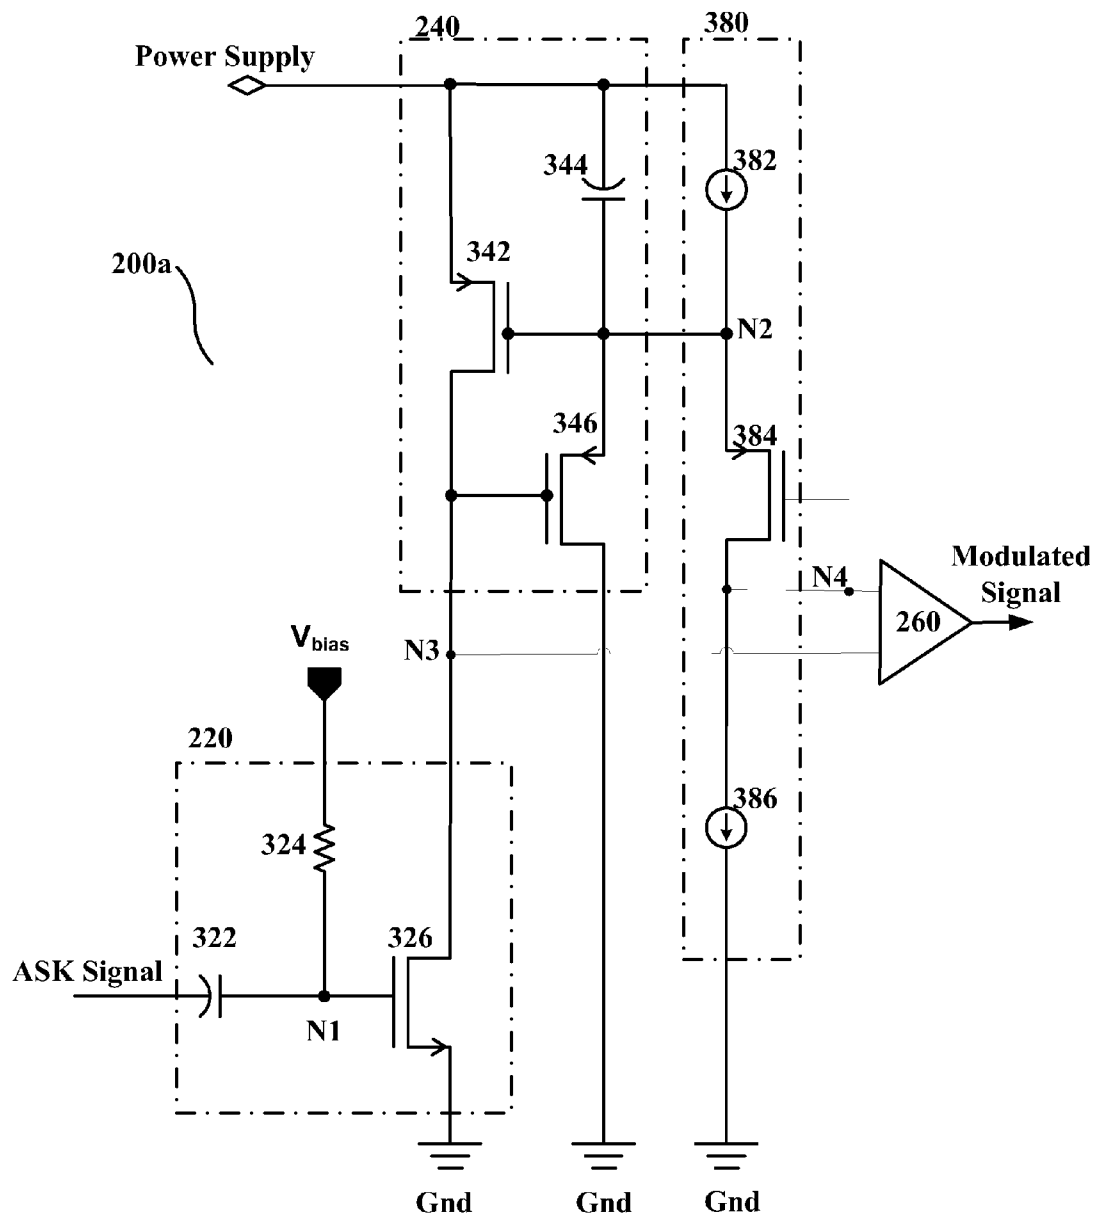 240
380
Power Supply
344
382
342
200a
N2
346
384
Modulated
Signal
N4
260
Vbias
N3
220
386
324
322
326
ASK Signal
N1
Gnd
Gnd
Gnd